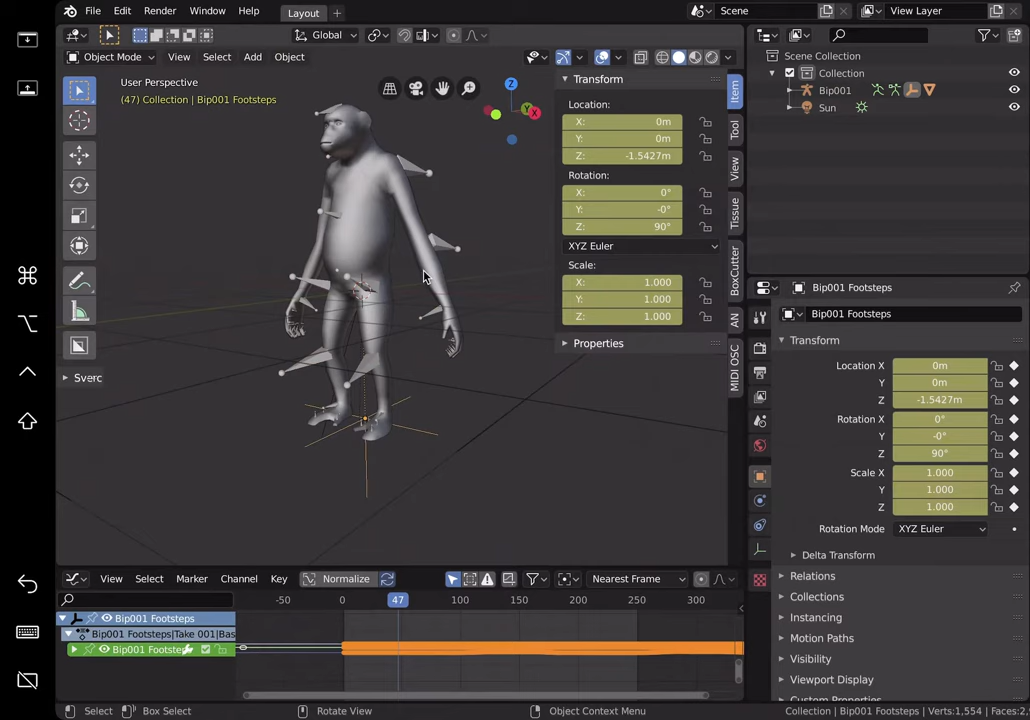 File Edit Render Window Help Layout + Scene View Layer
Global
Object Mode View Select Add Object
User Perspective
(47) Collection | Bip001 Footsteps
Z
Y
X
Sverc
Transform
Location:
X: 0m
Y: 0m
Z: -1.5427m
Rotation:
X: 0°
Y: -0°
Z: 90°
XYZ Euler
Scale:
X: 1.000
Y: 1.000
Z: 1.000
Properties
Item
Tool
View
Tissue
BoxCutter
AN
MIDI OSC
Scene Collection
Collection
Bip001
Sun
Bip001 Footsteps
Bip001 Footsteps
Transform
Location X 0m
Y 0m
Z -1.5427m
Rotation X 0°
Y -0°
Z 90°
Scale X 1.000
Y 1.000
Z 1.000
Rotation Mode XYZ Euler
Delta Transform
Relations
Collections
Instancing
Motion Paths
Visibility
Viewport Display
Custom Properties
View Select Marker Channel Key Normalize Nearest Frame
-50 0 47 100 150 200 250 300
Bip001 Footsteps
Bip001 Footsteps|Take 001|Bas
Bip001 Footste
Select Box Select Rotate View Object Context Menu Collection | Bip001 Footsteps | Verts:1,554 | Faces:2,